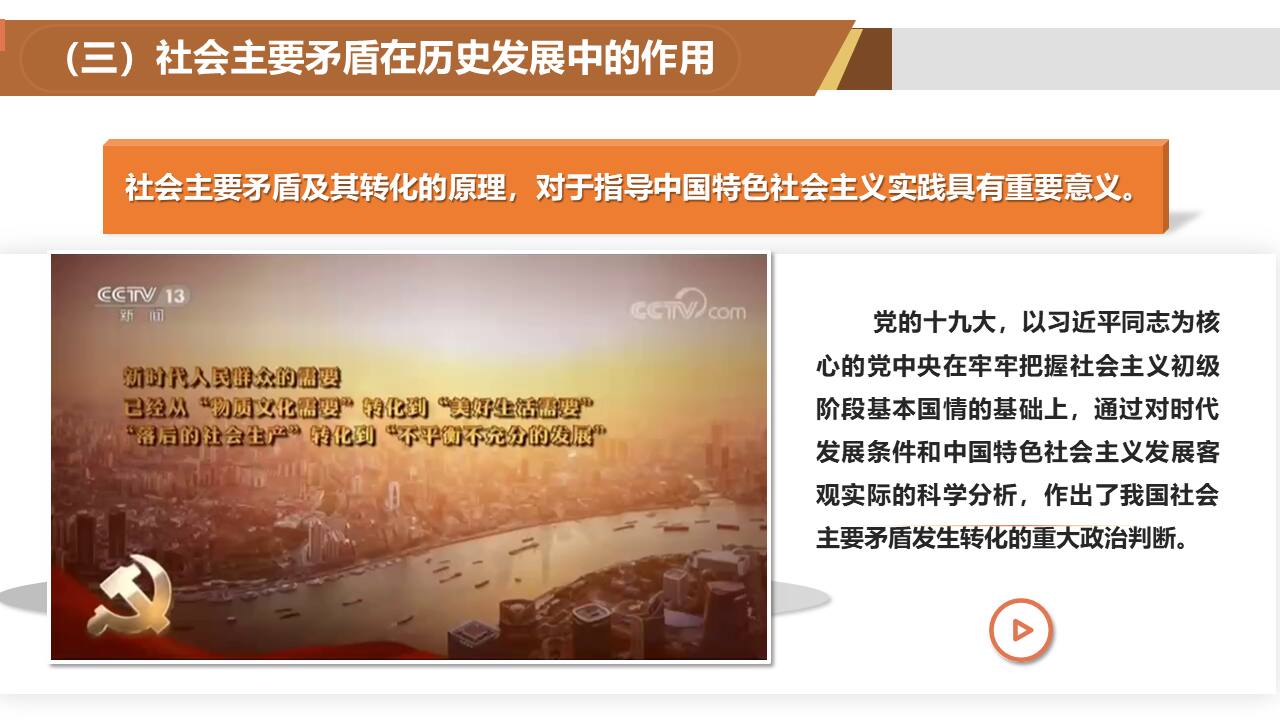 （三）社会主要矛盾在历史发展中的作用
社会主要矛盾及其转化的原理，对于指导中国特色社会主义实践具有重要意义。
CCTV 13
新闻
CCTV.com
新时代人民群众的需要
已经从“物质文化需要”转化到“美好生活需要”
“落后的社会生产”转化到“不平衡不充分的发展”
党的十九大，以习近平同志为核
心的党中央在牢牢把握社会主义初级
阶段基本国情的基础上，通过对时代
发展条件和中国特色社会主义发展客
观实际的科学分析，作出了我国社会
主要矛盾发生转化的重大政治判断。